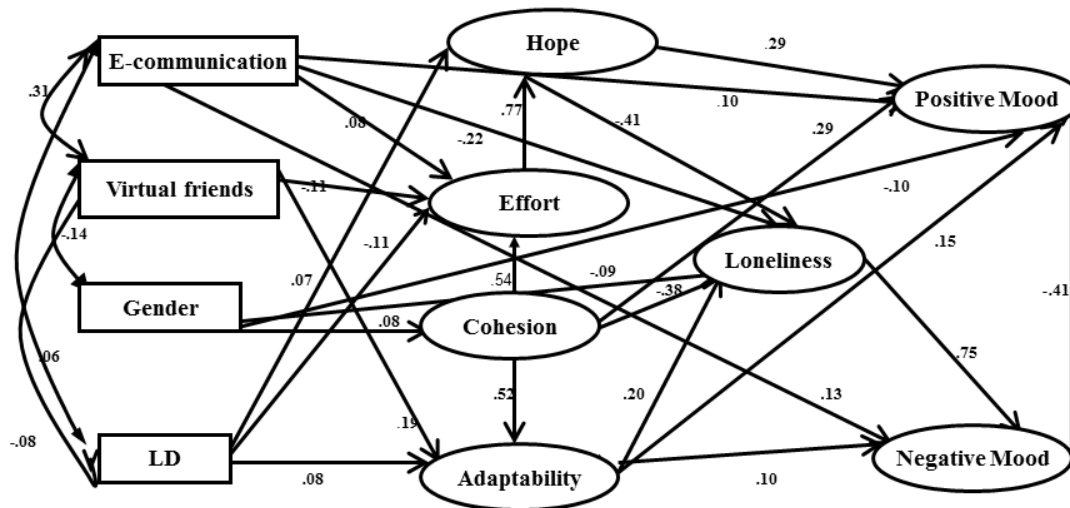 Hope
.29
E-communication
.31
.10
Positive Mood
.77
-.41
.08
.29
-.22
Virtual friends
-.11
Effort
-.10
-.14
-.11
.15
Loneliness
.07
.54
-.09
-.38
-.41
Gender
.08
Cohesion
.06
.52
.20
.13
.75
-.08
.19
LD
.08
Adaptability
.10
Negative Mood